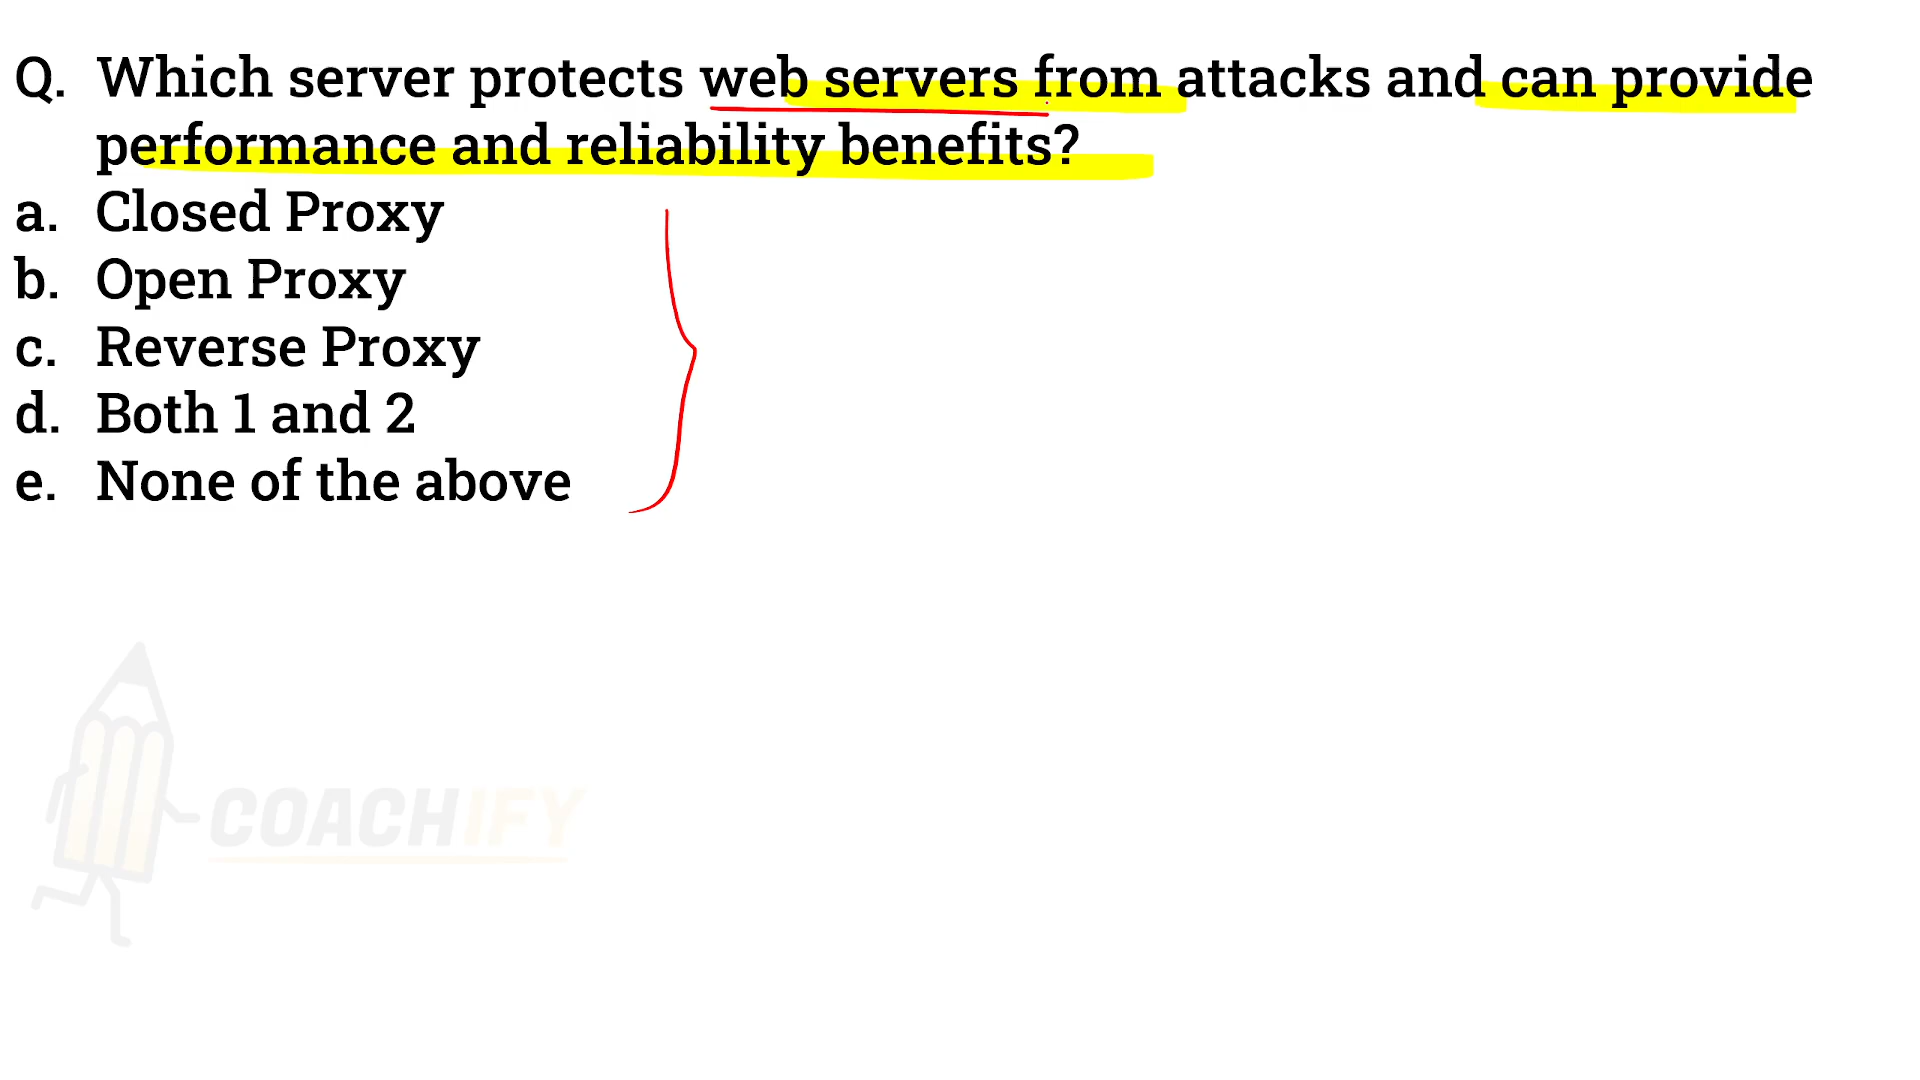 Q. Which server protects web servers from attacks and can provide
performance and reliability benefits?
a. Closed Proxy
b. Open Proxy
c. Reverse Proxy
d. Both 1 and 2
e. None of the above
COACHIFY